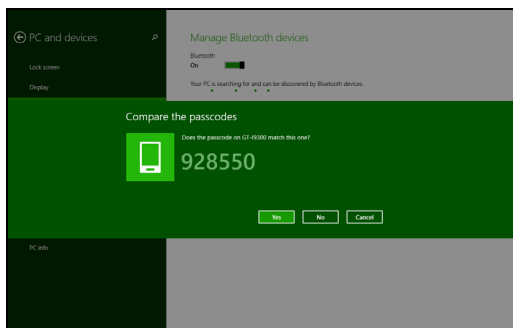 PC and devices
Lock screen
Display
Manage Bluetooth devices
Bluetooth
On
Your PC is searching for and can be discovered by Bluetooth devices.
Compare the passcodes
Does the passcode on GT-I9300 match this one?
928550
Yes No Cancel
PC info